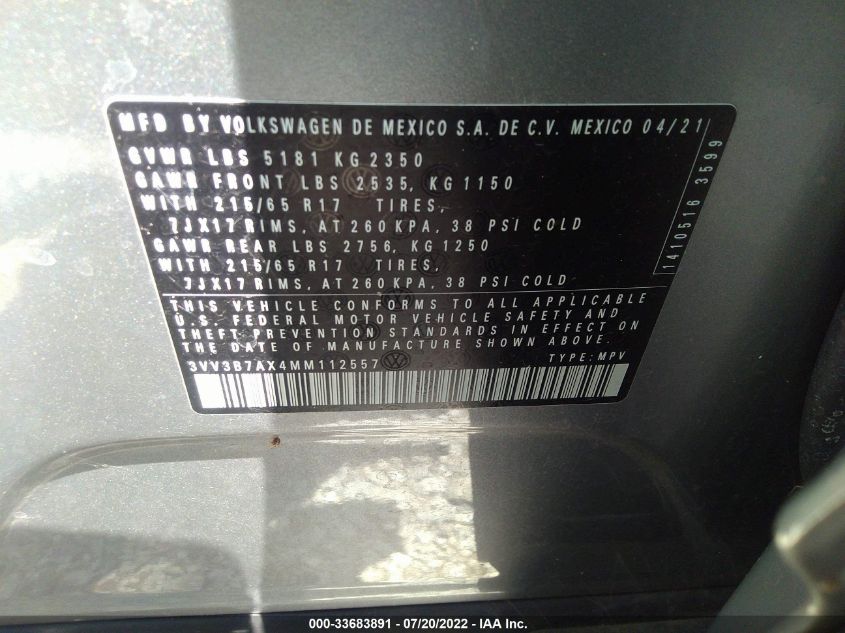 MFD BY VOLKSWAGEN DE MEXICO S.A. DE C.V. MEXICO 04/21
GVWR LBS 5181 KG 2350
GAWR FRONT LBS 2535, KG 1150
WITH 215/65 R17 TIRES,
7JX17 RIMS, AT 260 KPA, 38 PSI COLD
GAWR REAR LBS 2756, KG 1250
WITH 215/65 R17 TIRES,
7JX17 RIMS, AT 260 KPA, 38 PSI COLD
THIS VEHICLE CONFORMS TO ALL APPLICABLE
U.S. FEDERAL MOTOR VEHICLE SAFETY AND
THEFT PREVENTION STANDARDS IN EFFECT ON
THE DATE OF MANUFACTURE SHOWN ABOVE.
3VV3B7AX4MM112557 TYPE: MPV
1410516 3599
000-33683891 - 07/20/2022 - IAA Inc.